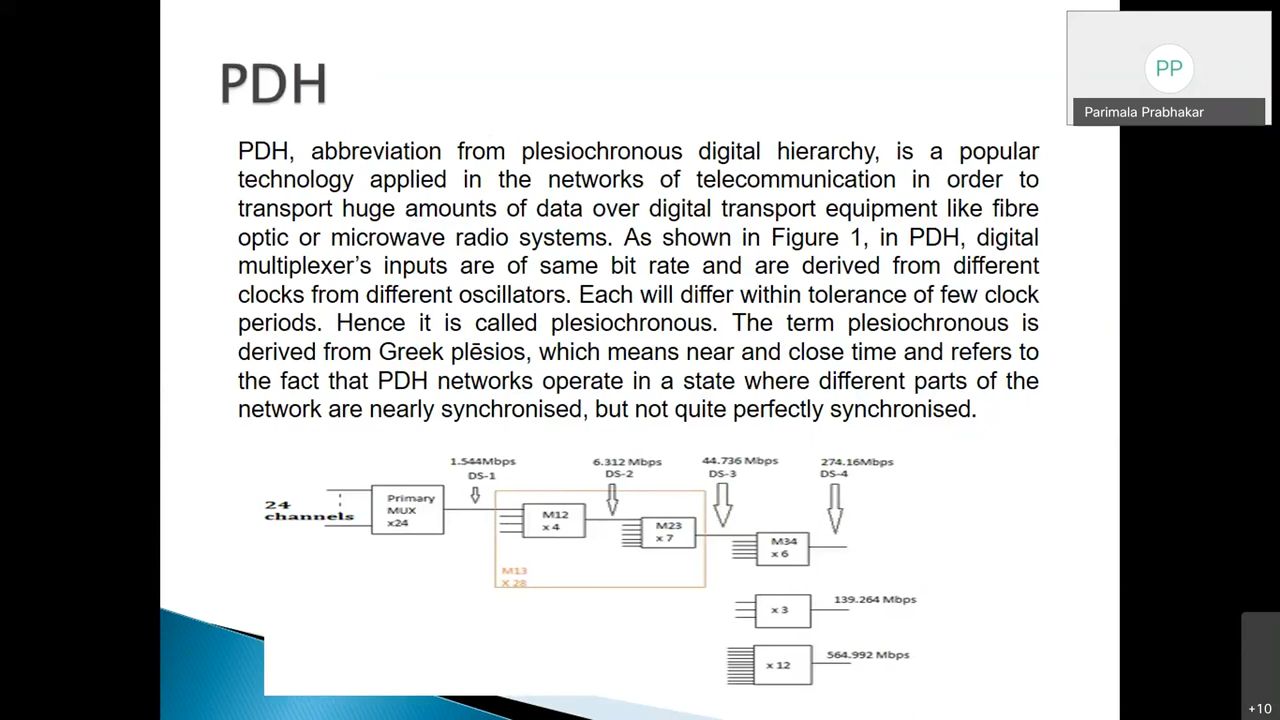 PDH
PP
Parimala Prabhakar
PDH, abbreviation from plesiochronous digital hierarchy, is a popular
technology applied in the networks of telecommunication in order to
transport huge amounts of data over digital transport equipment like fibre
optic or microwave radio systems. As shown in Figure 1, in PDH, digital
multiplexer's inputs are of same bit rate and are derived from different
clocks from different oscillators. Each will differ within tolerance of few clock
periods. Hence it is called plesiochronous. The term plesiochronous is
derived from Greek plēsios, which means near and close time and refers to
the fact that PDH networks operate in a state where different parts of the
network are nearly synchronised, but not quite perfectly synchronised.
1.544Mbps
DS-1
6.312 Mbps
DS-2
44.736 Mbps
DS-3
274.16Mbps
DS-4
24
channels
Primary
MUX
x24
M12
x 4
M23
x 7
M34
x 6
M13
X 28
x 3
139.264 Mbps
x 12
564.992 Mbps
+10